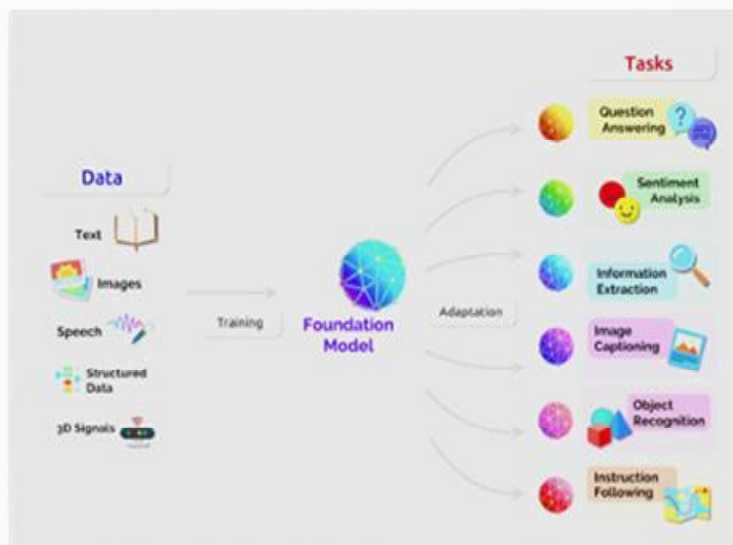 Tasks
Question
Answering
Sentiment
Analysis
Data
Text
Images
Information
Extraction
Training
Foundation
Model
Adaptation
Speech
Image
Captioning
Structured
Data
3D Signals
Object
Recognition
Instruction
Following